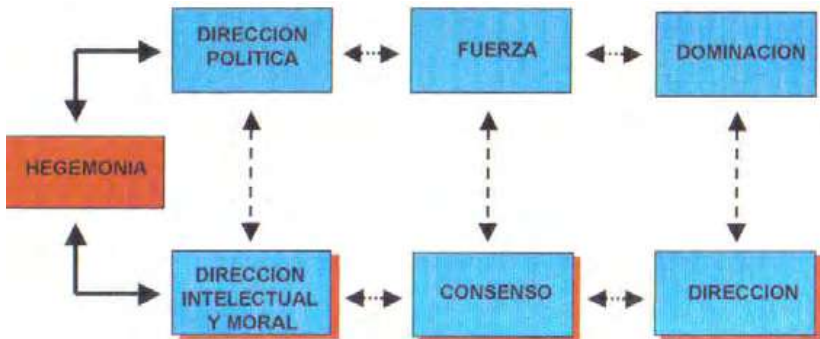 DIRECCION
POLITICA
FUERZA
DOMINACION
HEGEMONIA
DIRECCION
INTELECTUAL
Y MORAL
CONSENSO
DIRECCION